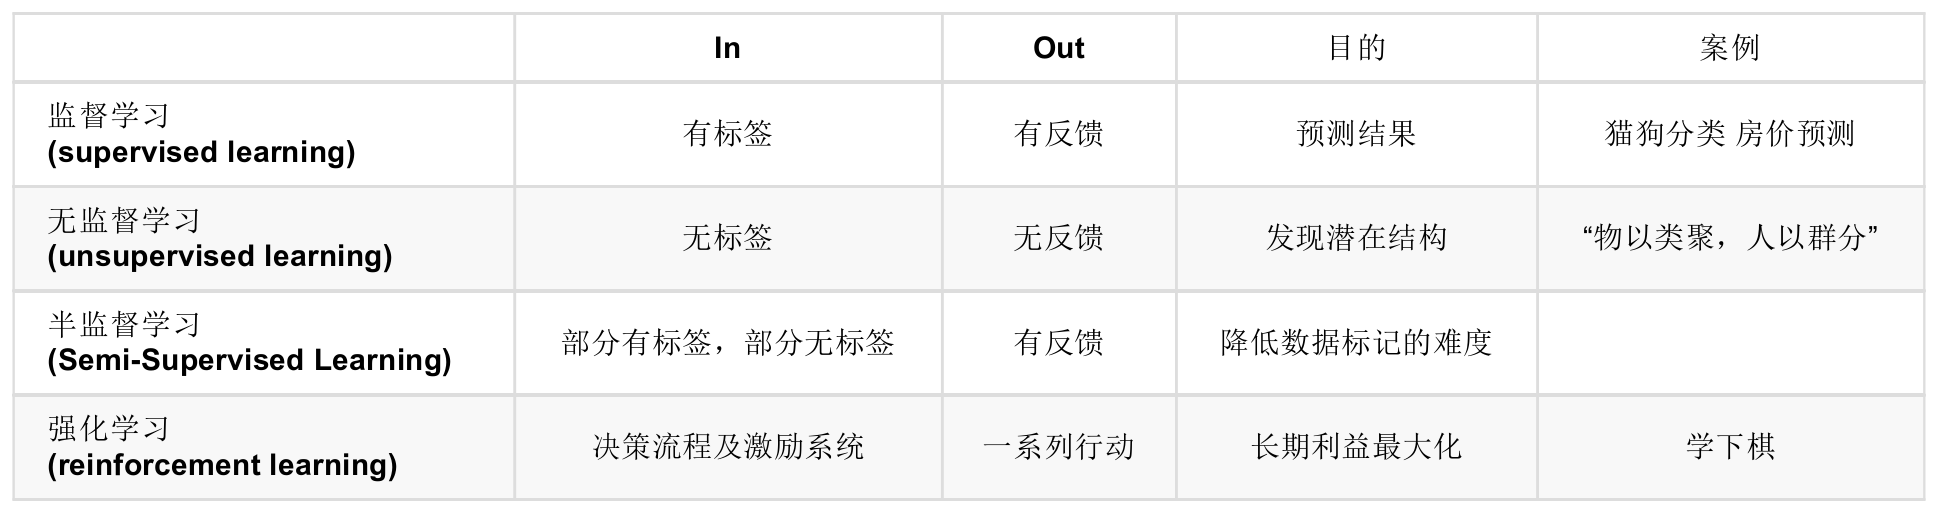 In Out 目的 案例
监督学习
(supervised learning)
有标签 有反馈 预测结果 猫狗分类 房价预测
无监督学习
(unsupervised learning)
无标签 无反馈 发现潜在结构 “物以类聚，人以群分”
半监督学习
(Semi-Supervised Learning)
部分有标签，部分无标签 有反馈 降低数据标记的难度
强化学习
(reinforcement learning)
决策流程及激励系统 一系列行动 长期利益最大化 学下棋